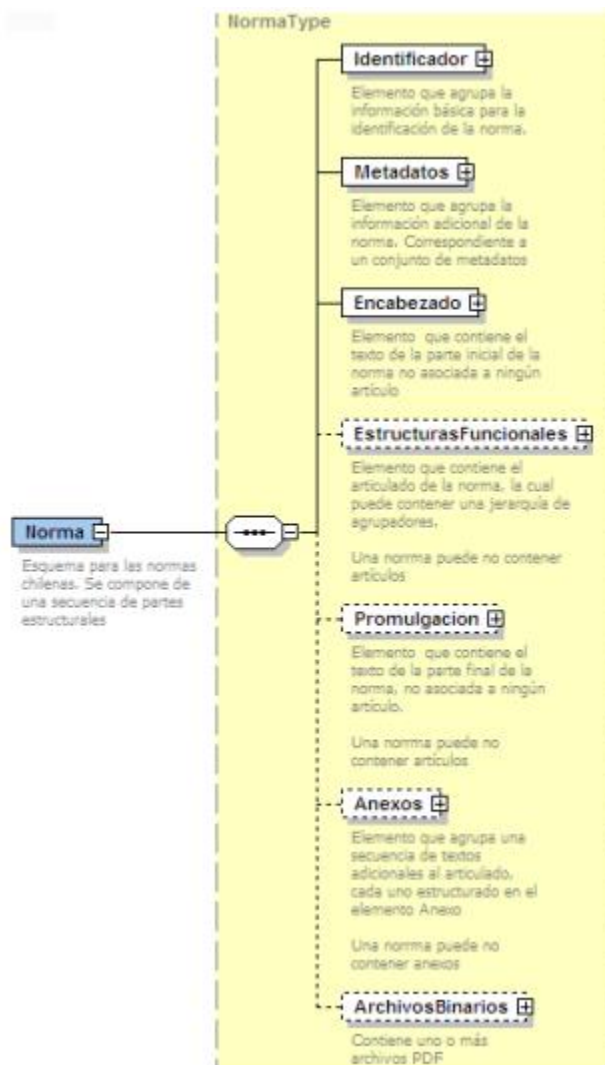 NormaType
Identificador
Elemento que agrupa la
información básica para la
identificación de la norma.
Metadatos
Elemento que agrupa la
información adicional de la
norma. Correspondiente a
un conjunto de metadatos
Encabezado
Elemento que contiene el
texto de la parte inicial de la
norma no asociada a ningún
artículo
EstructurasFuncionales
Elemento que contiene el
articulado de la norma, la cual
puede contener una jerarquía de
agrupadores.
Una norma puede no contener
artículos
Norma
Esquema para las normas
chilenas. Se compone de
una secuencia de partes
estructurales
Promulgacion
Elemento que contiene el
texto de la parte final de la
norma, no asociada a ningún
artículo.
Una norma puede no
contener artículos
Anexos
Elemento que agrupa una
secuencia de textos
adicionales al articulado,
cada uno estructurado en el
elemento Anexo
Una norma puede no
contener anexos
ArchivosBinarios
Contiene uno o más
archivos PDF